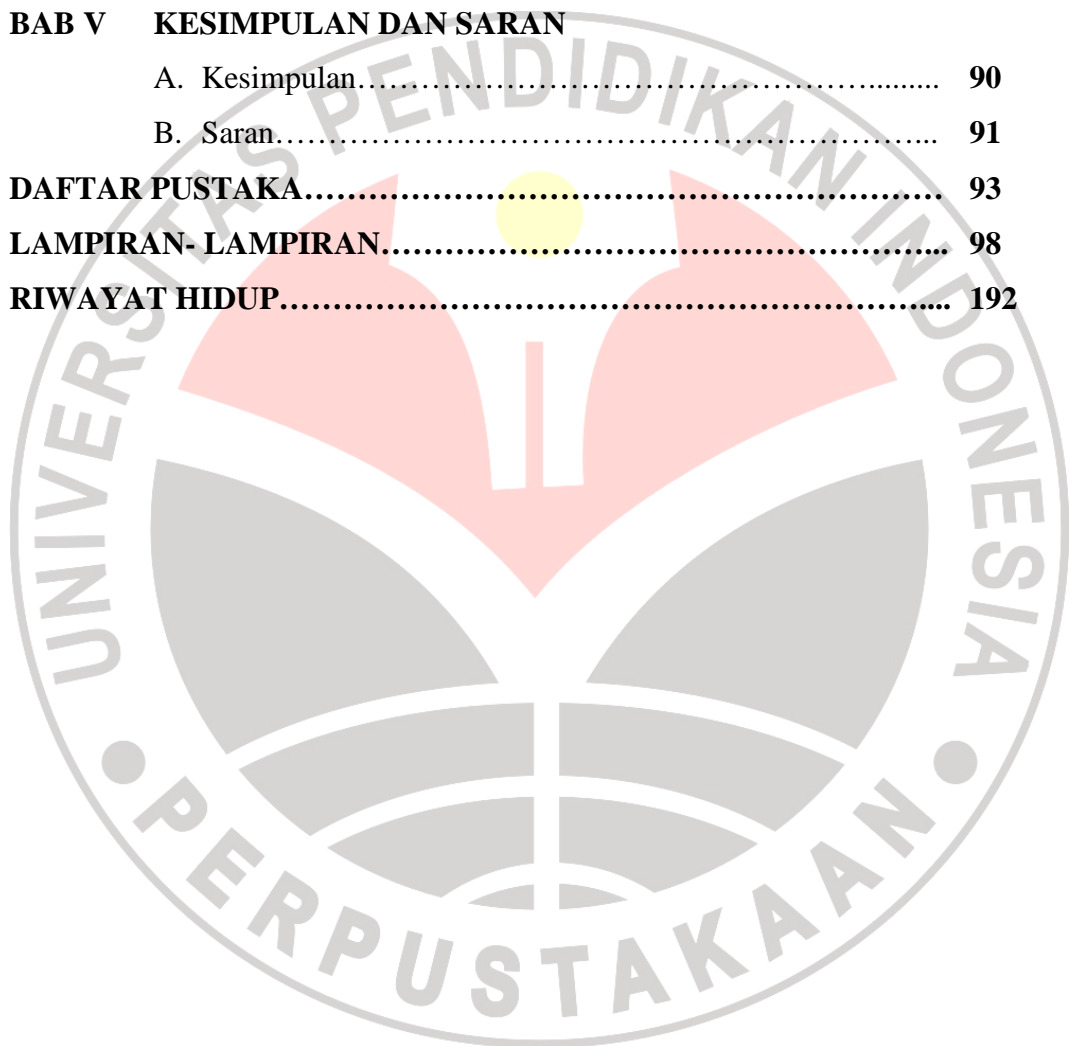 BAB V KESIMPULAN DAN SARAN
A. Kesimpulan…………………………………………......... 90
B. Saran……………………………………………………... 91
DAFTAR PUSTAKA…………………………………………………… 93
LAMPIRAN- LAMPIRAN……………………………………………... 98
RIWAYAT HIDUP…………………………………………………….... 192
UNIVERSITAS PENDIDIKAN INDONESIA
PERPUSTAKAAN